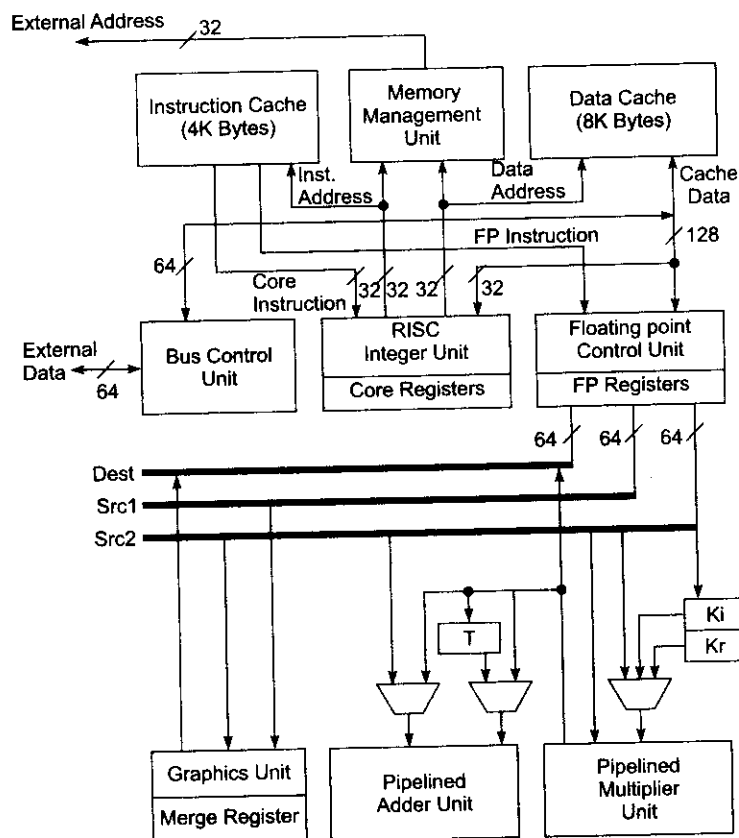 External Address
32
Instruction Cache
(4K Bytes)
Memory
Management
Unit
Data Cache
(8K Bytes)
Inst.
Address
Data
Address
Cache
Data
FP Instruction
128
64
Core
Instruction
32
32
32
32
External
Data
64
Bus Control
Unit
RISC
Integer Unit
Core Registers
Floating point
Control Unit
FP Registers
64
64
64
Dest
Src1
Src2
T
Ki
Kr
Graphics Unit
Merge Register
Pipelined
Adder Unit
Pipelined
Multiplier
Unit